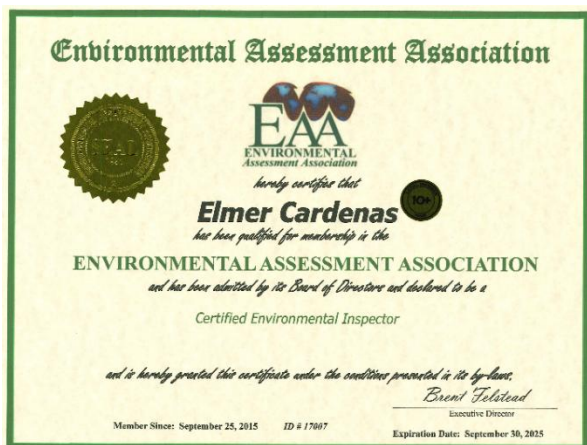 Environmental Assessment Association
SEAL
EAA
ENVIRONMENTAL
Assessment Association
hereby certifies that
Elmer Cardenas
10+
has been qualified for membership in the
ENVIRONMENTAL ASSESSMENT ASSOCIATION
and has been admitted by its Board of Directors and declared to be a
Certified Environmental Inspector
and is hereby granted this certificate under the conditions presented in its by-laws.
Brent Felstead
Executive Director
Member Since: September 25, 2015 ID # 17007
Expiration Date: September 30, 2025